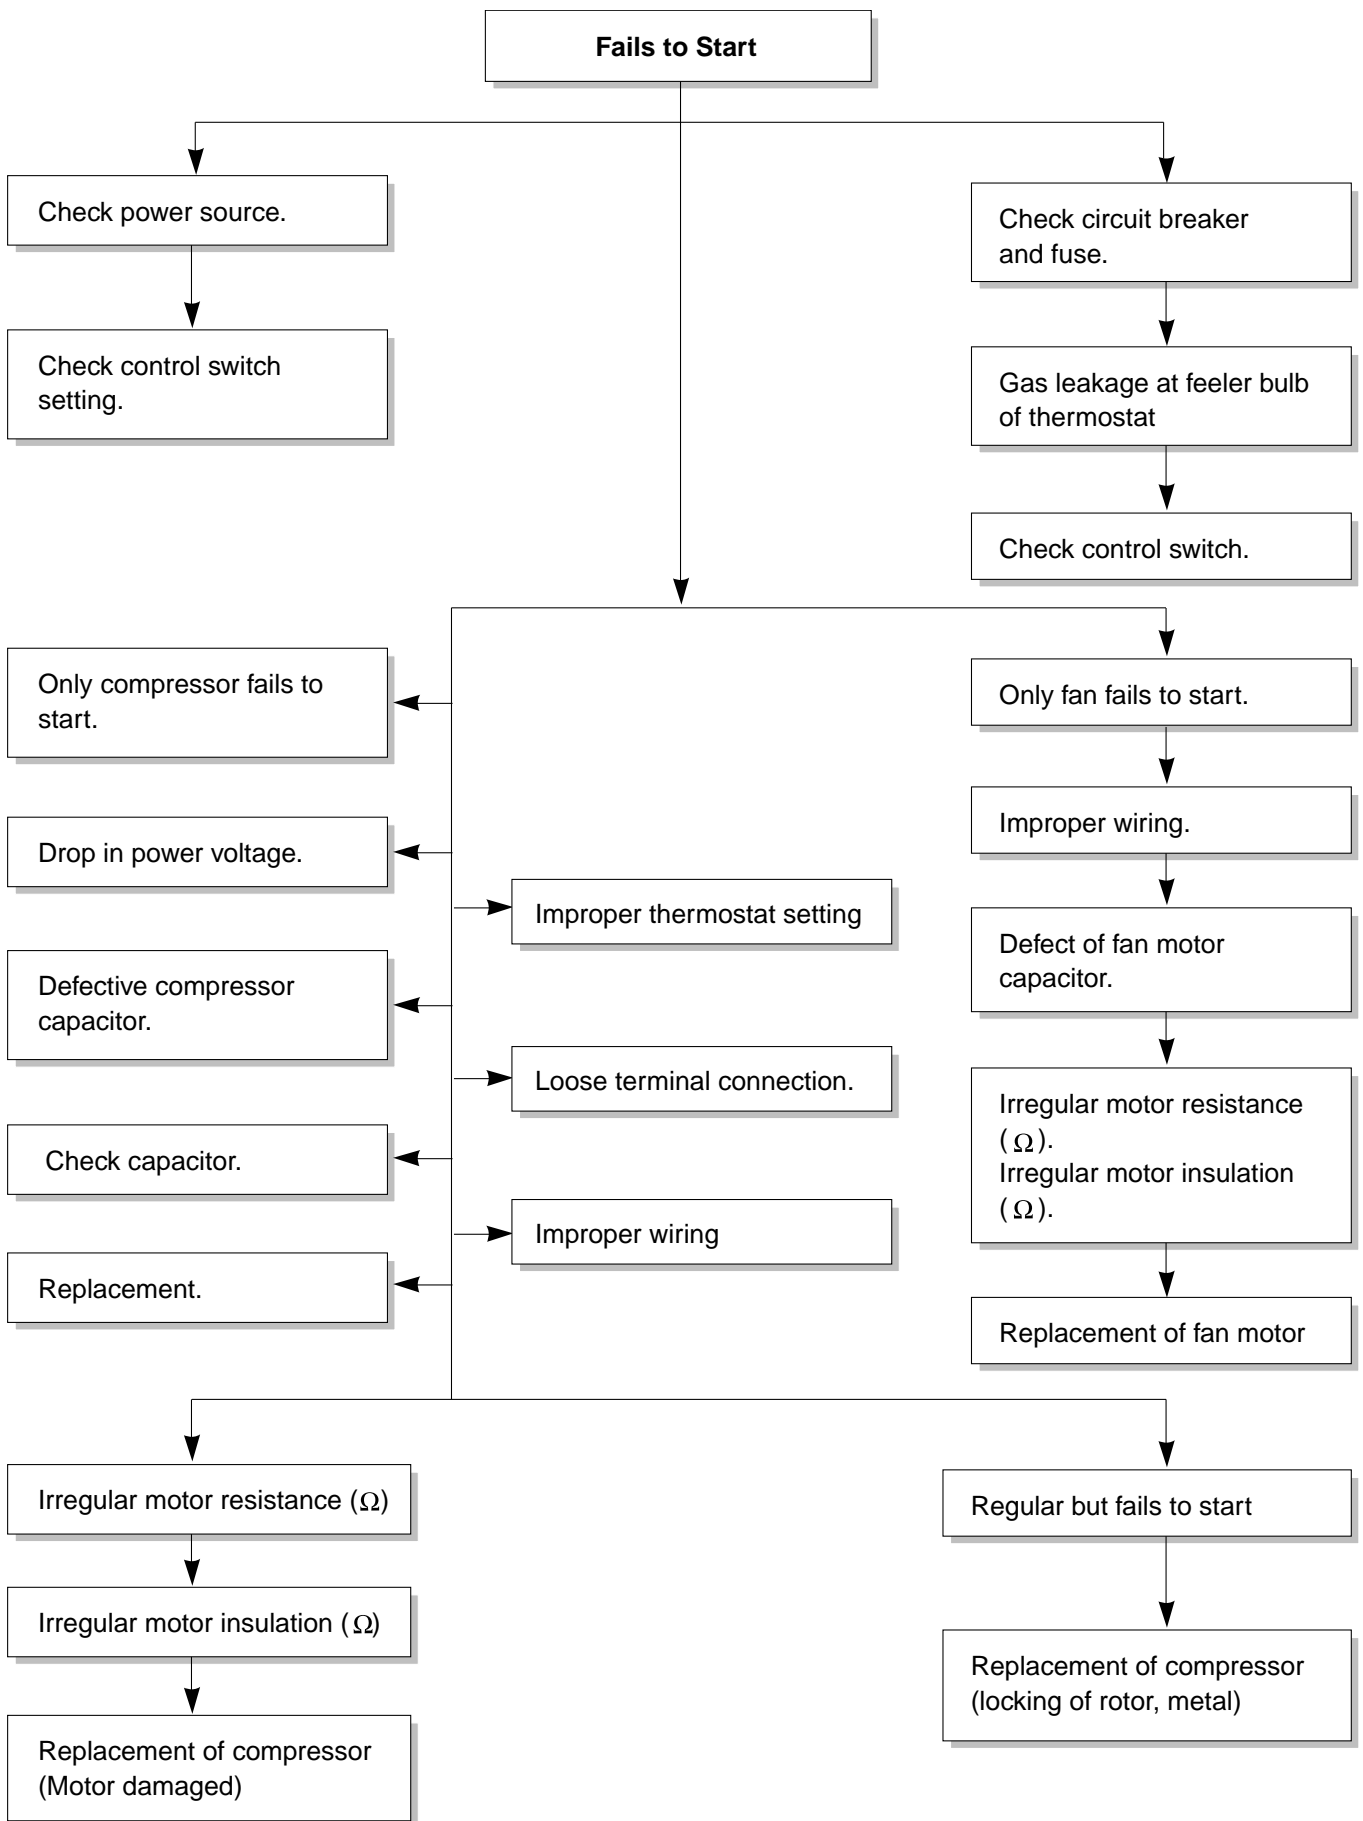 Fails to Start
Check power source.
Check control switch
setting.
Check circuit breaker
and fuse.
Gas leakage at feeler bulb
of thermostat
Check control switch.
Only compressor fails to
start.
Drop in power voltage.
Defective compressor
capacitor.
Check capacitor.
Replacement.
Improper thermostat setting
Loose terminal connection.
Improper wiring
Only fan fails to start.
Improper wiring.
Defect of fan motor
capacitor.
Irregular motor resistance
(Ω).
Irregular motor insulation
(Ω).
Replacement of fan motor
Irregular motor resistance (Ω)
Irregular motor insulation (Ω)
Replacement of compressor
(Motor damaged)
Regular but fails to start
Replacement of compressor
(locking of rotor, metal)